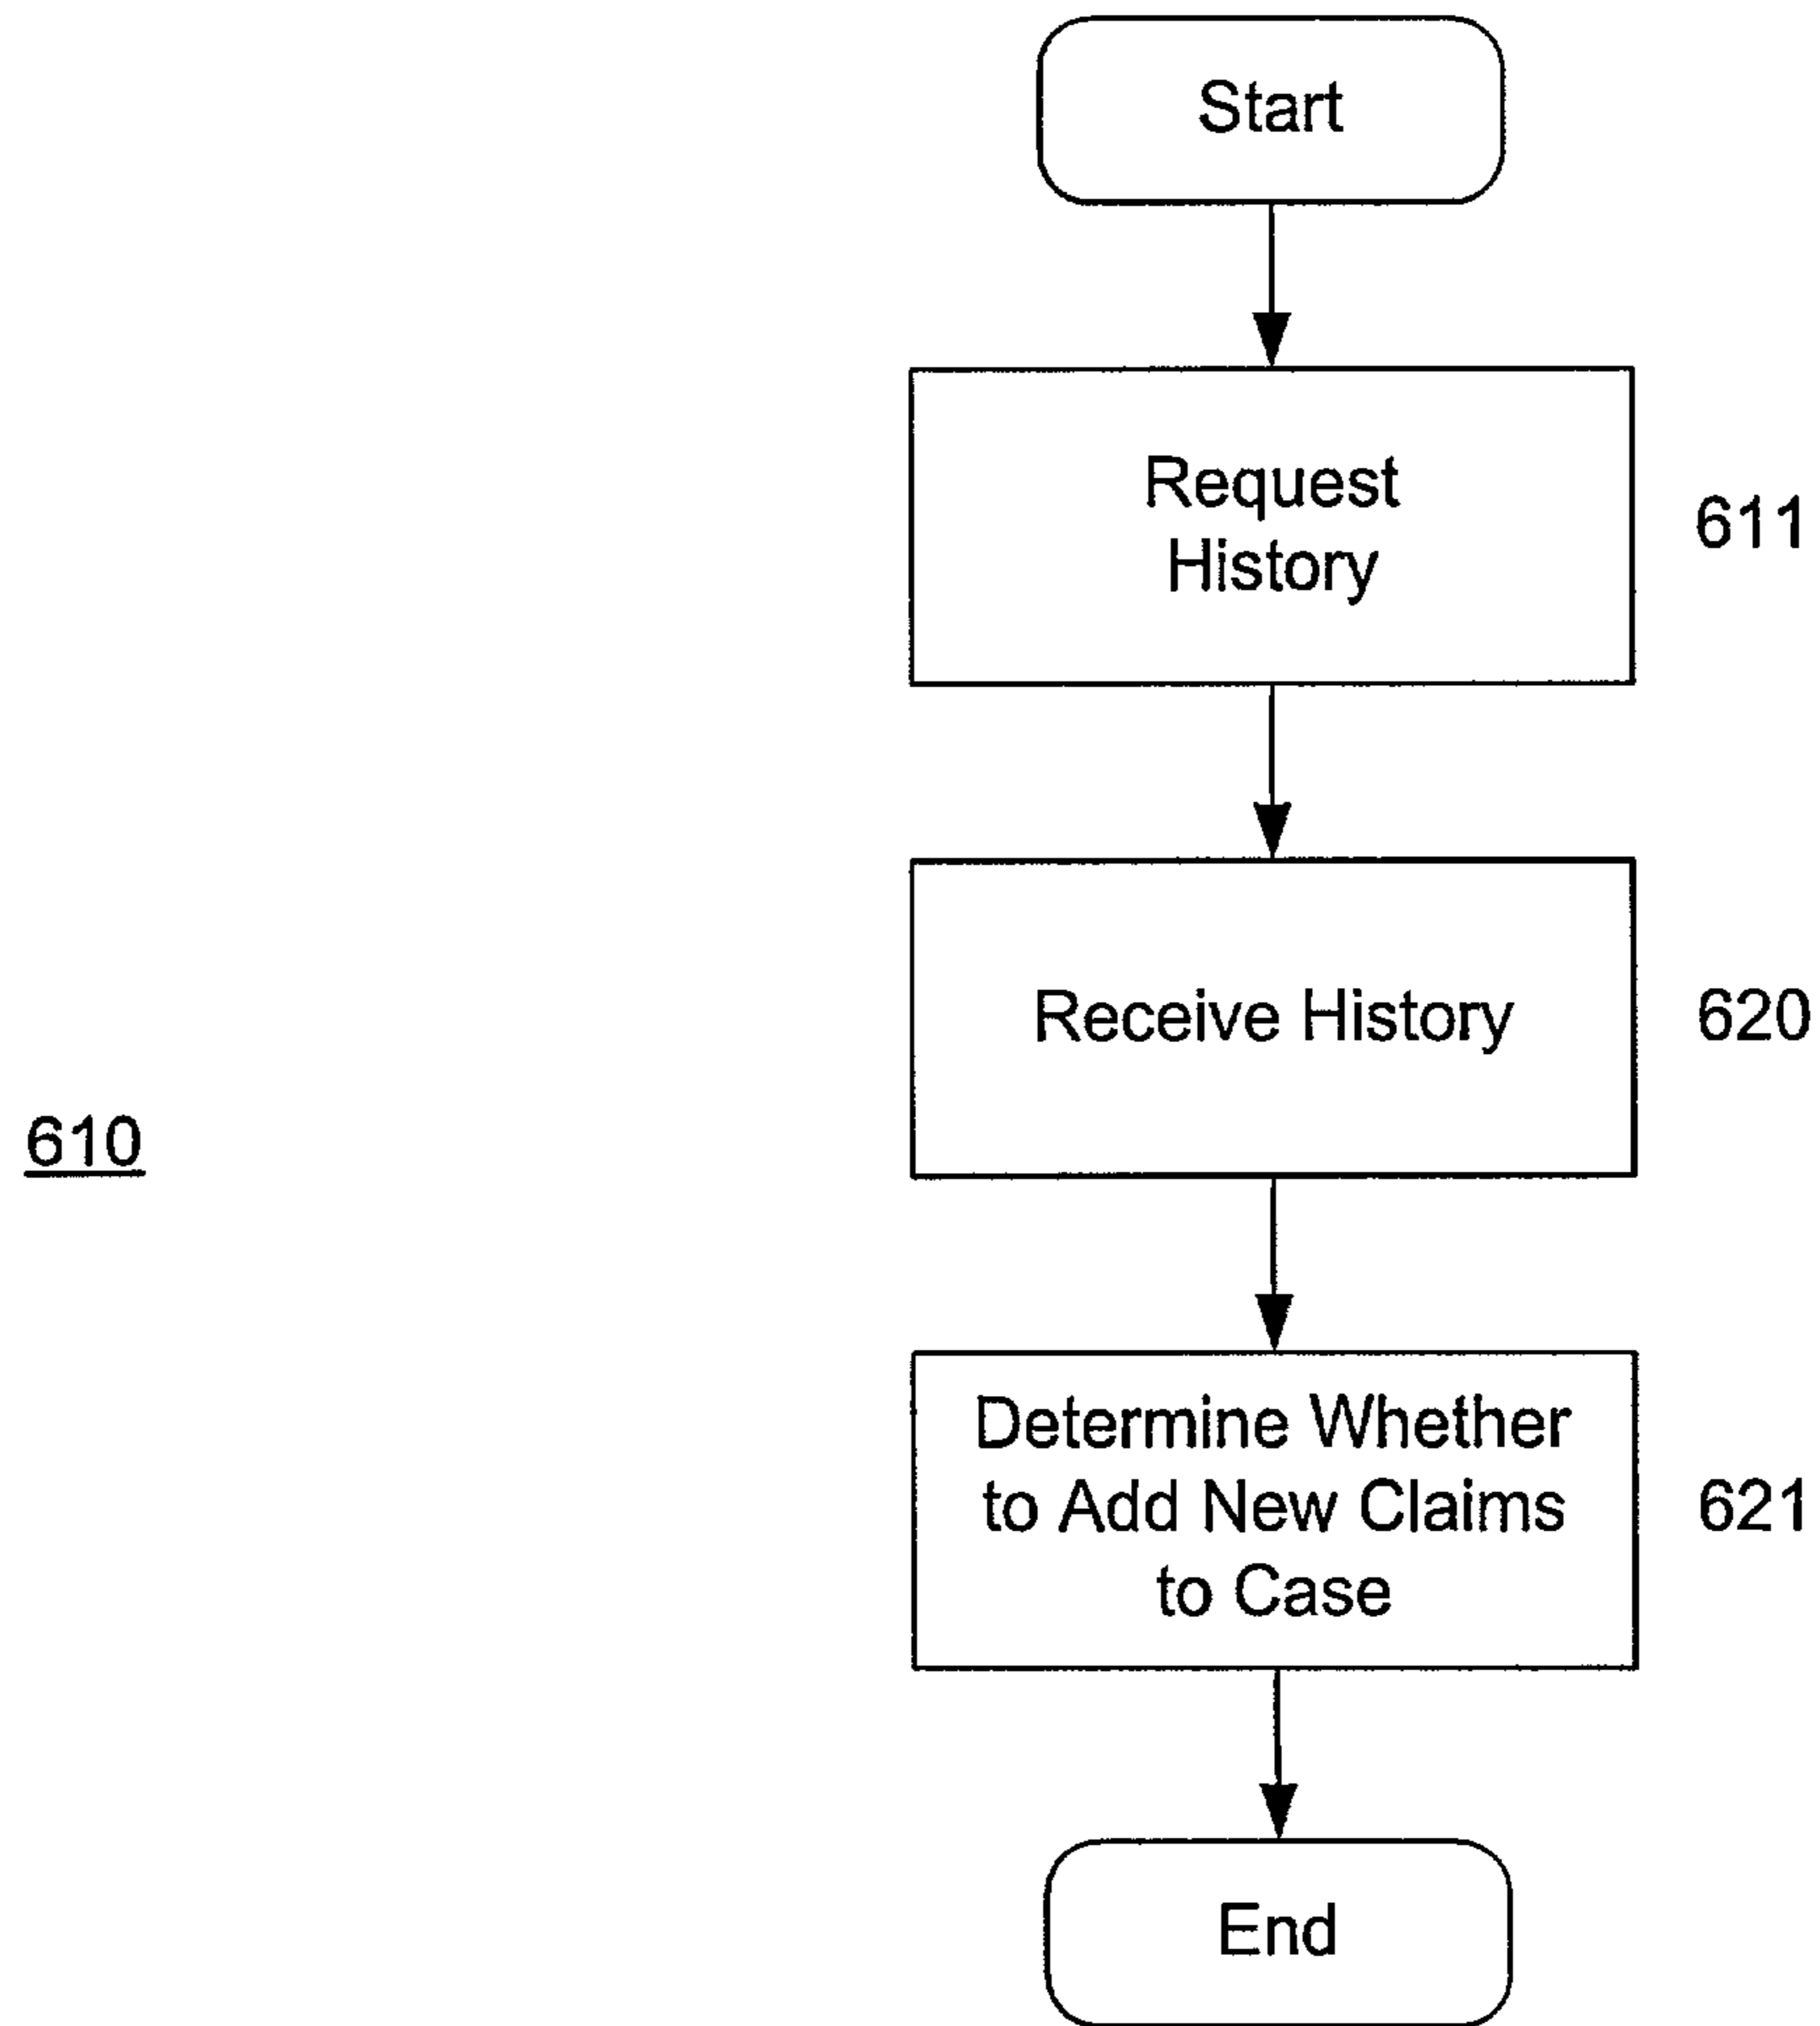 Start
Request
History
611
Receive History
620
610
Determine Whether
to Add New Claims
to Case
621
End